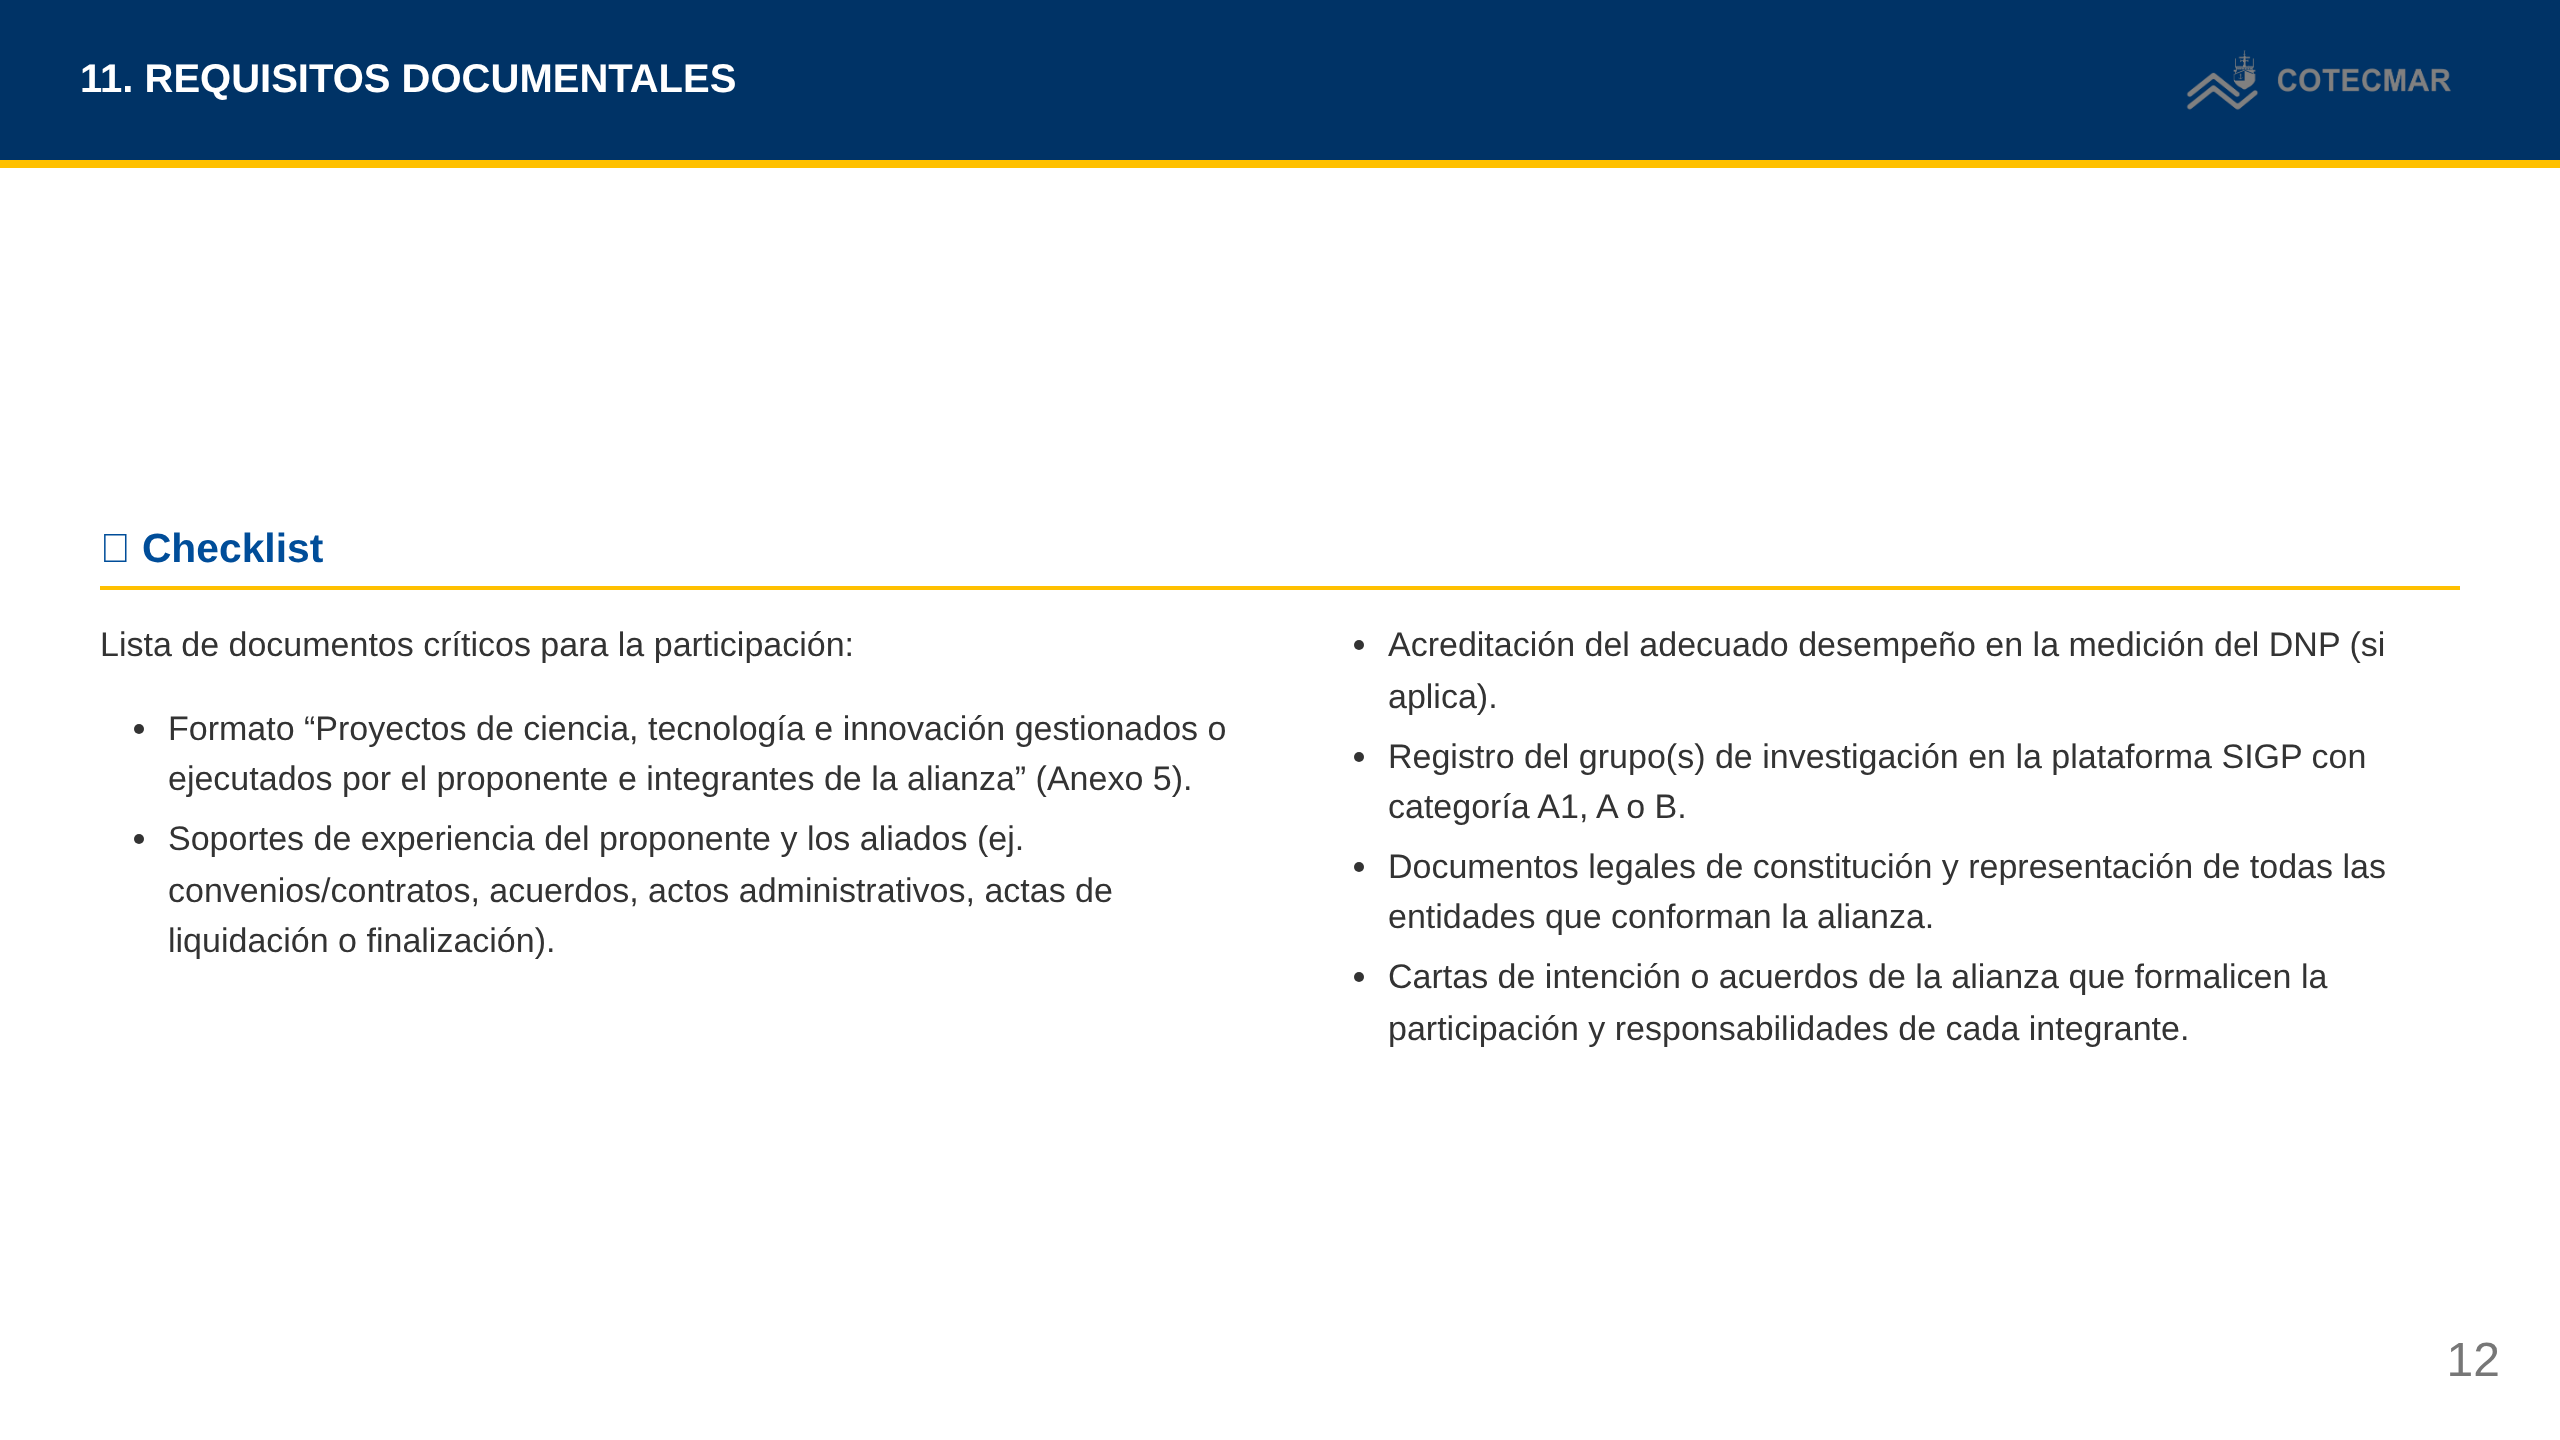 11. REQUISITOS DOCUMENTALES
COTECMAR
Checklist
Lista de documentos críticos para la participación:
• Formato “Proyectos de ciencia, tecnología e innovación gestionados o
ejecutados por el proponente e integrantes de la alianza” (Anexo 5).
• Soportes de experiencia del proponente y los aliados (ej.
convenios/contratos, acuerdos, actos administrativos, actas de
liquidación o finalización).
• Acreditación del adecuado desempeño en la medición del DNP (si
aplica).
• Registro del grupo(s) de investigación en la plataforma SIGP con
categoría A1, A o B.
• Documentos legales de constitución y representación de todas las
entidades que conforman la alianza.
• Cartas de intención o acuerdos de la alianza que formalicen la
participación y responsabilidades de cada integrante.
12